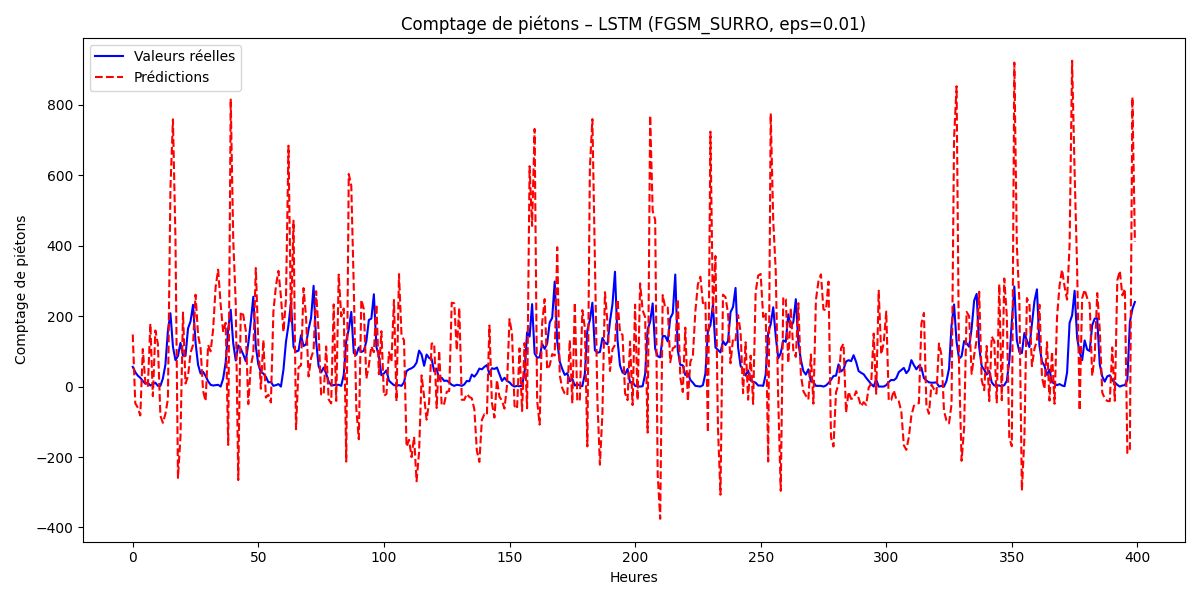 Comptage de piétons – LSTM (FGSM_SURRO, eps=0.01)
Valeurs réelles
Prédictions
Comptage de piétons
800
600
400
200
0
−200
−400
0 50 100 150 200 250 300 350 400
Heures